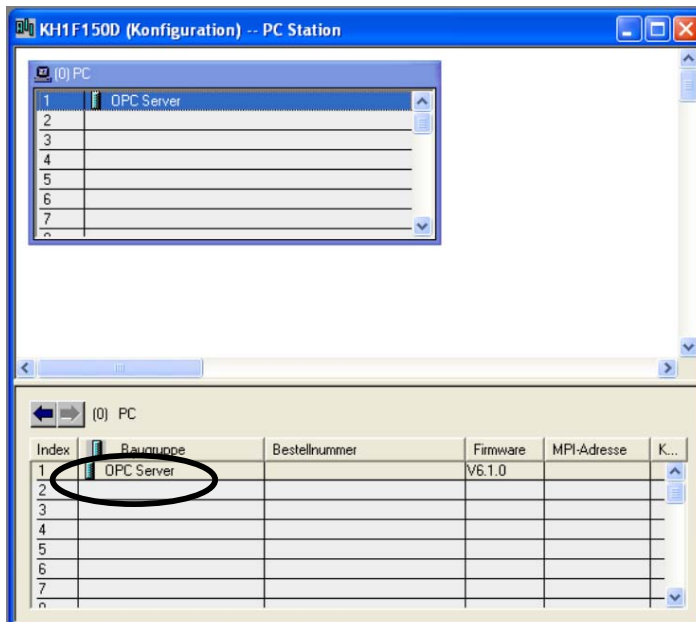 KH1F150D (Konfiguration) -- PC Station
(0) PC
1 OPC Server
2
3
4
5
6
7
(0) PC
Index Baugruppe Bestellnummer Firmware MPI-Adresse K...
1 OPC Server V6.1.0
2
3
4
5
6
7